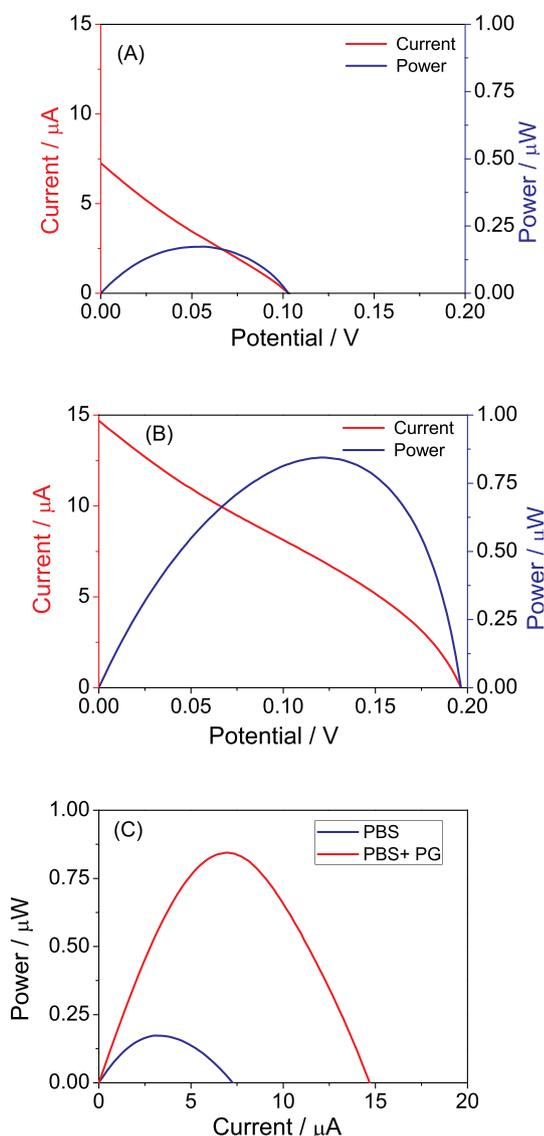 (A)
Current
Power
15
10
5
0
1.00
0.75
0.50
0.25
0.00
Current / μA
Power / μW
0.00 0.05 0.10 0.15 0.20
Potential / V
(B)
Current
Power
15
10
5
0
1.00
0.75
0.50
0.25
0.00
Current / μA
Power / μW
0.00 0.05 0.10 0.15 0.20
Potential / V
(C)
PBS
PBS+ PG
1.00
0.75
0.50
0.25
0.00
Power / μW
0 5 10 15 20
Current / μA